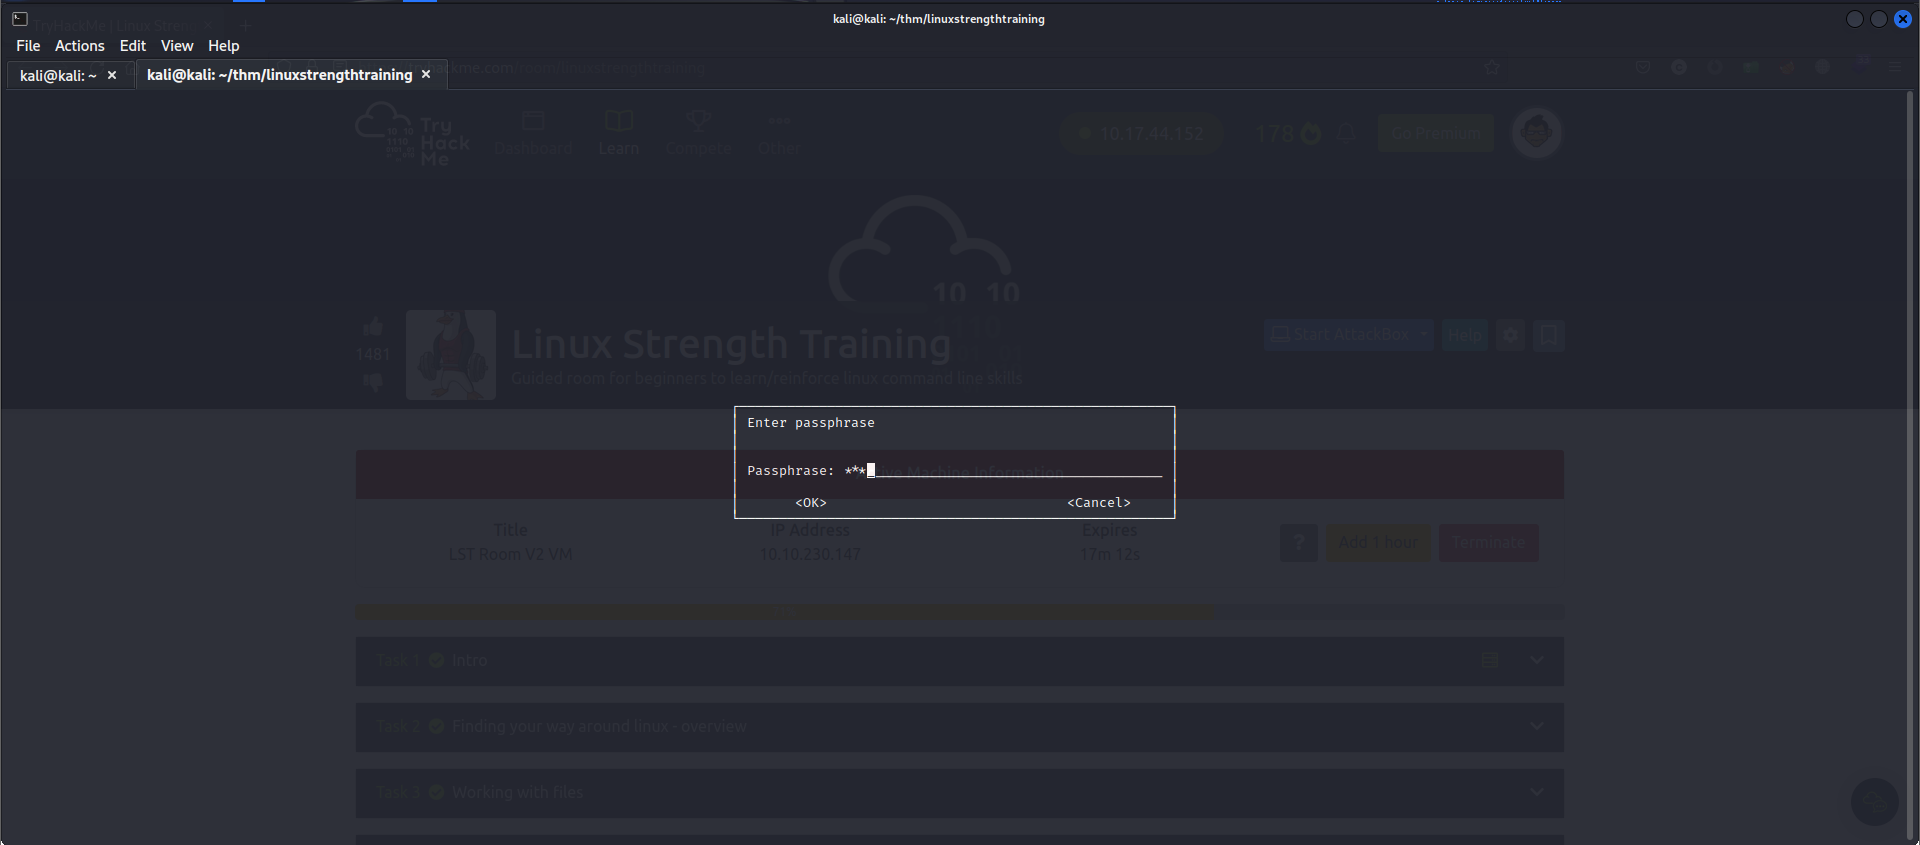 kali@kali: ~/thm/linuxstrengthtraining
File Actions Edit View Help
kali@kali: ~ × kali@kali: ~/thm/linuxstrengthtraining ×
Try Hack Me
Dashboard Learn Compete Other
10.17.44.152 178 Go Premium
10 10
1481
Linux Strength Training
Start AttackBox Help
Guided room for beginners to learn/reinforce linux command line skills
Enter passphrase
Passphrase: ***
Machine Information
<OK> <Cancel>
Title IP Address Expires
LST Room V2 VM 10.10.230.147 17m 12s
? Add 1 hour Terminate
Task 1 Intro
Task 2 Finding your way around linux - overview
Task 3 Working with files